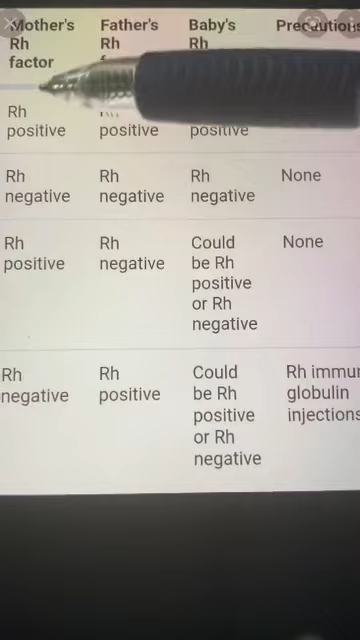 Mother's Father's Baby's Precautions
Rh Rh Rh
factor
Rh
positive positive positive
Rh Rh Rh None
negative negative negative
Rh Rh Could None
positive negative be Rh
positive
or Rh
negative
Rh Rh Could Rh immun
negative positive be Rh globulin
positive injections
or Rh
negative